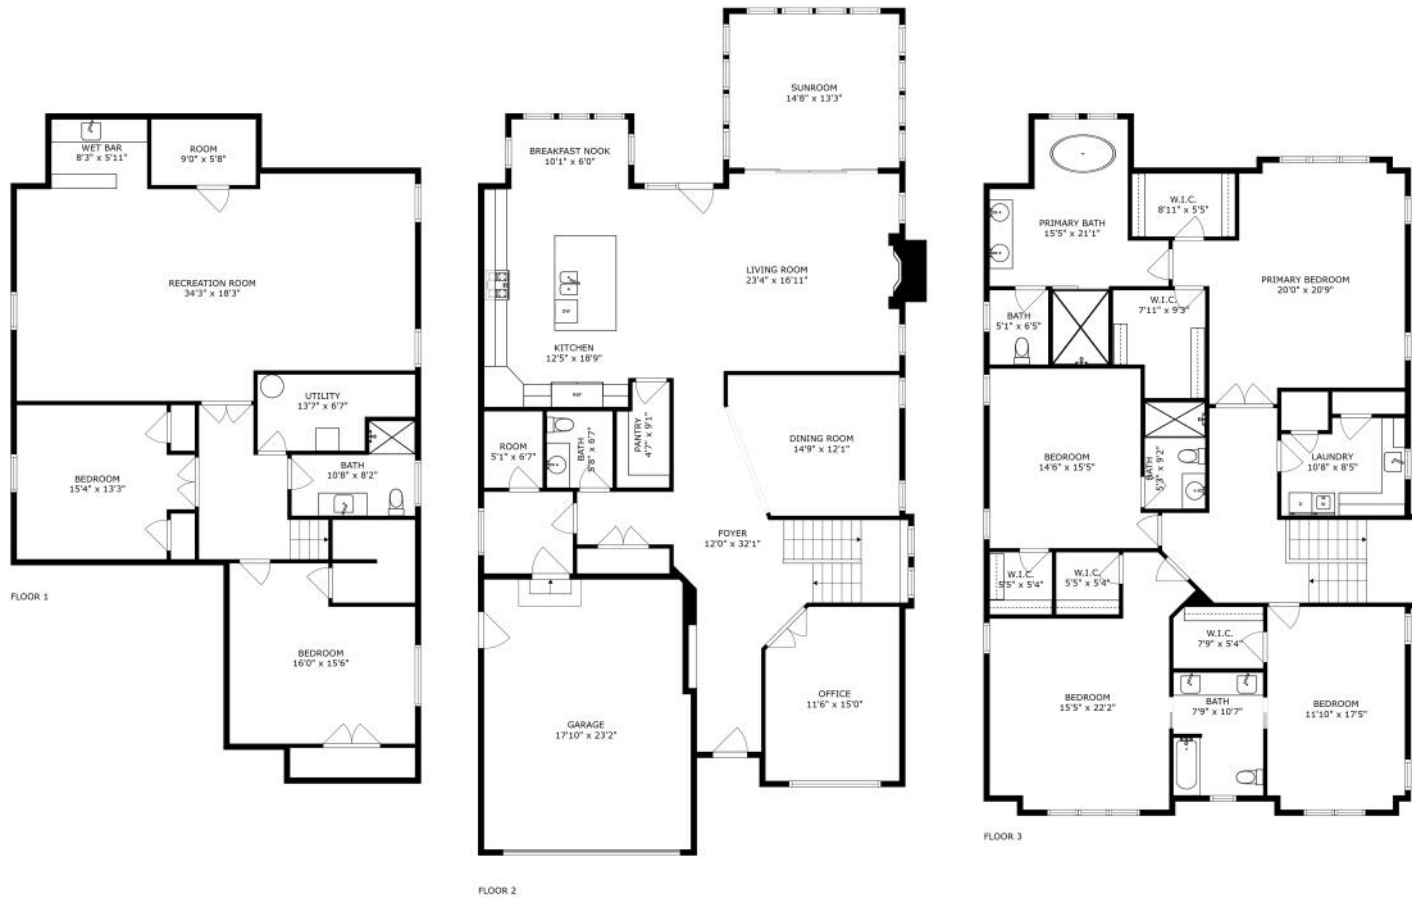 WET BAR
8'3" x 5'11"
ROOM
9'0" x 5'8"
RECREATION ROOM
34'3" x 18'3"
UTILITY
13'7" x 6'7"
BEDROOM
15'4" x 13'3"
BATH
10'8" x 8'2"
BEDROOM
16'0" x 15'6"
FLOOR 1
SUNROOM
14'8" x 13'3"
BREAKFAST NOOK
10'1" x 6'0"
LIVING ROOM
23'4" x 16'11"
DW
KITCHEN
12'5" x 18'9"
REF
PANTRY
4'7" x 9'1"
ROOM
5'1" x 6'7"
BATH
5'8" x 6'7"
DINING ROOM
14'9" x 12'1"
FOYER
12'0" x 32'1"
OFFICE
11'6" x 15'0"
GARAGE
17'10" x 23'2"
FLOOR 2
W.I.C.
8'11" x 5'5"
PRIMARY BATH
15'5" x 21'1"
PRIMARY BEDROOM
20'0" x 20'9"
W.I.C.
7'11" x 9'3"
BATH
5'1" x 6'5"
BEDROOM
14'6" x 15'5"
BATH
5'3" x 9'2"
LAUNDRY
10'8" x 8'5"
D
W
W.I.C.
5'5" x 5'4"
W.I.C.
5'5" x 5'4"
W.I.C.
7'9" x 5'4"
BEDROOM
15'5" x 22'2"
BATH
7'9" x 10'7"
BEDROOM
11'10" x 17'5"
FLOOR 3